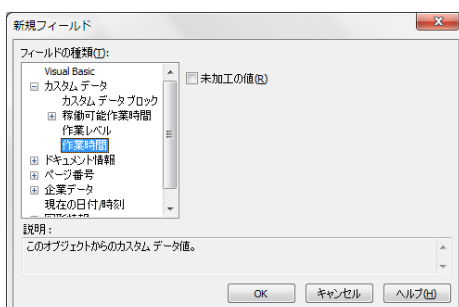 新規フィールド
フィールドの種類(T):
Visual Basic
カスタム データ
カスタム データ ブロック
稼働可能作業時間
作業レベル
作業時間
ドキュメント情報
ページ番号
企業データ
現在の日付/時刻
未加工の値(R)
説明:
このオブジェクトからのカスタム データ値。
OK
キャンセル
ヘルプ(H)